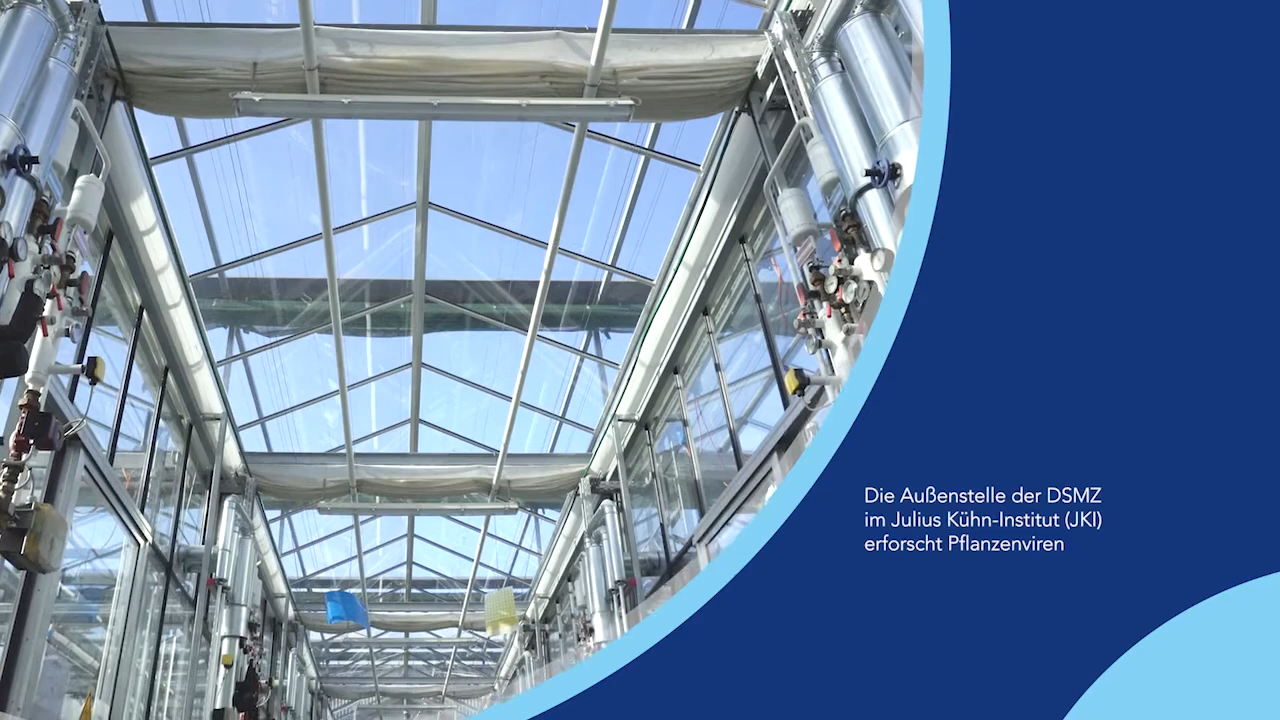 Die Außenstelle der DSMZ
im Julius Kühn-Institut (JKI)
erforscht Pflanzenviren